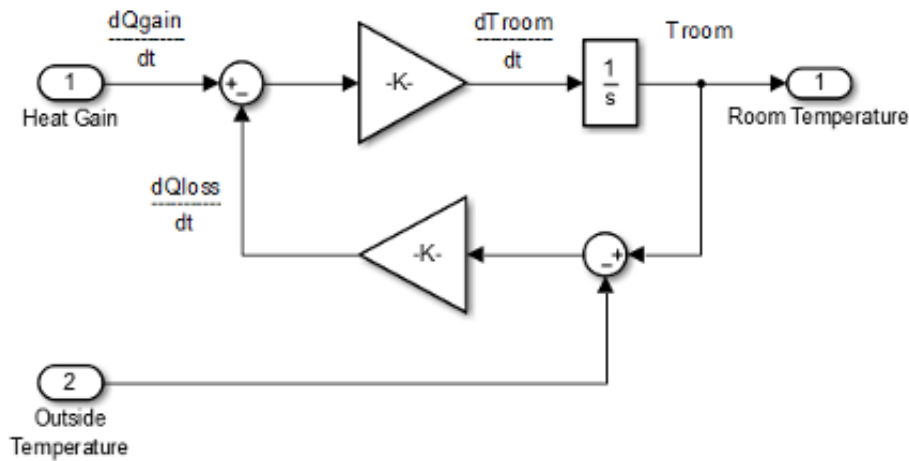 dQgain
dt
1
Heat Gain
+
-
-K-
dTroom
dt
1
s
Troom
1
Room Temperature
dQloss
dt
-K-
-
+
2
Outside
Temperature